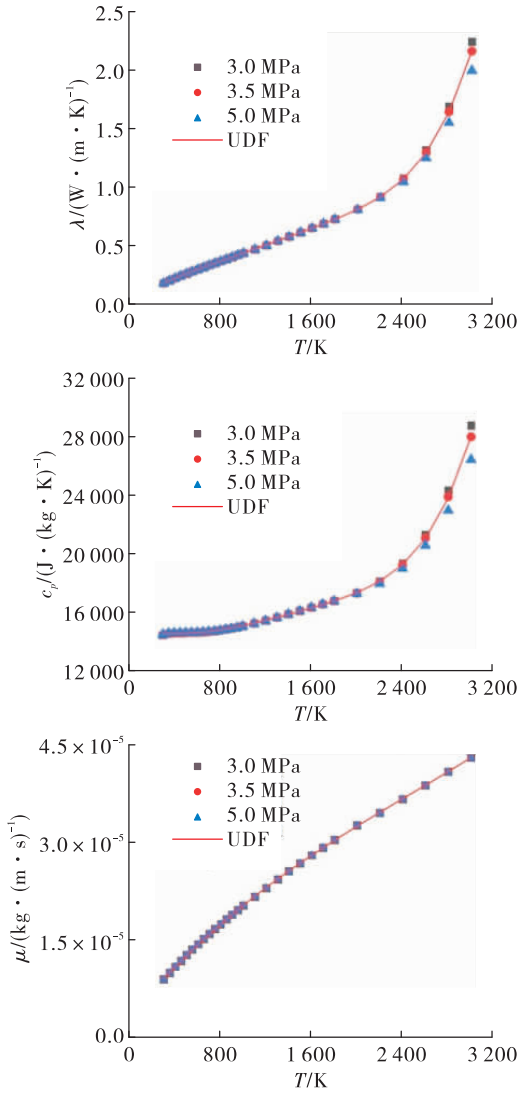 2.5
2.0
1.5
1.0
0.5
0.0
λ/(W·(m·K)⁻¹)
3.0 MPa
3.5 MPa
5.0 MPa
UDF
0 800 1 600 2 400 3 200
T/K
32 000
28 000
24 000
20 000
16 000
12 000
c_p/(J·(kg·K)⁻¹)
3.0 MPa
3.5 MPa
5.0 MPa
UDF
0 800 1 600 2 400 3 200
T/K
4.5×10⁻⁵
3.0×10⁻⁵
1.5×10⁻⁵
0.0
μ/(kg·(m·s)⁻¹)
3.0 MPa
3.5 MPa
5.0 MPa
UDF
0 800 1 600 2 400 3 200
T/K